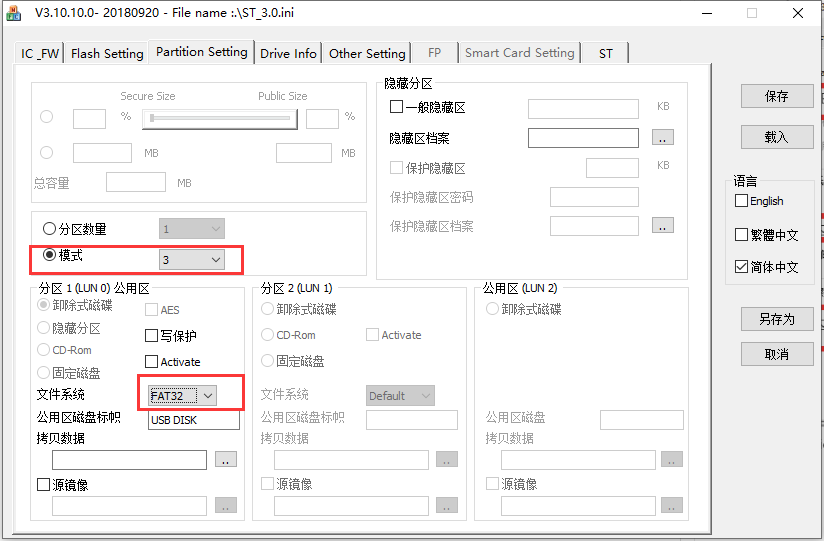 V3.10.10.0- 20180920 - File name :.\ST_3.0.ini
IC _FW Flash Setting Partition Setting Drive Info Other Setting FP Smart Card Setting ST
Secure Size Public Size
% %
MB MB
总容量 MB
分区数量 1
模式 3
隐藏分区
一般隐藏区 KB
隐藏区档案 ..
保护隐藏区 KB
保护隐藏区密码
保护隐藏区档案 ..
分区 1 (LUN 0) 公用区
卸除式磁碟 AES
隐藏分区 写保护
CD-Rom Activate
固定磁盘
文件系统 FAT32
公用区磁盘标帜 USB DISK
拷贝数据
..
源镜像
..
分区 2 (LUN 1)
卸除式磁碟
CD-Rom Activate
固定磁盘
文件系统 Default
公用区磁盘标帜
拷贝数据
..
源镜像
..
公用区 (LUN 2)
卸除式磁碟
公用区磁盘
拷贝数据
..
源镜像
..
保存
载入
语言
English
繁體中文
简体中文
另存为
取消